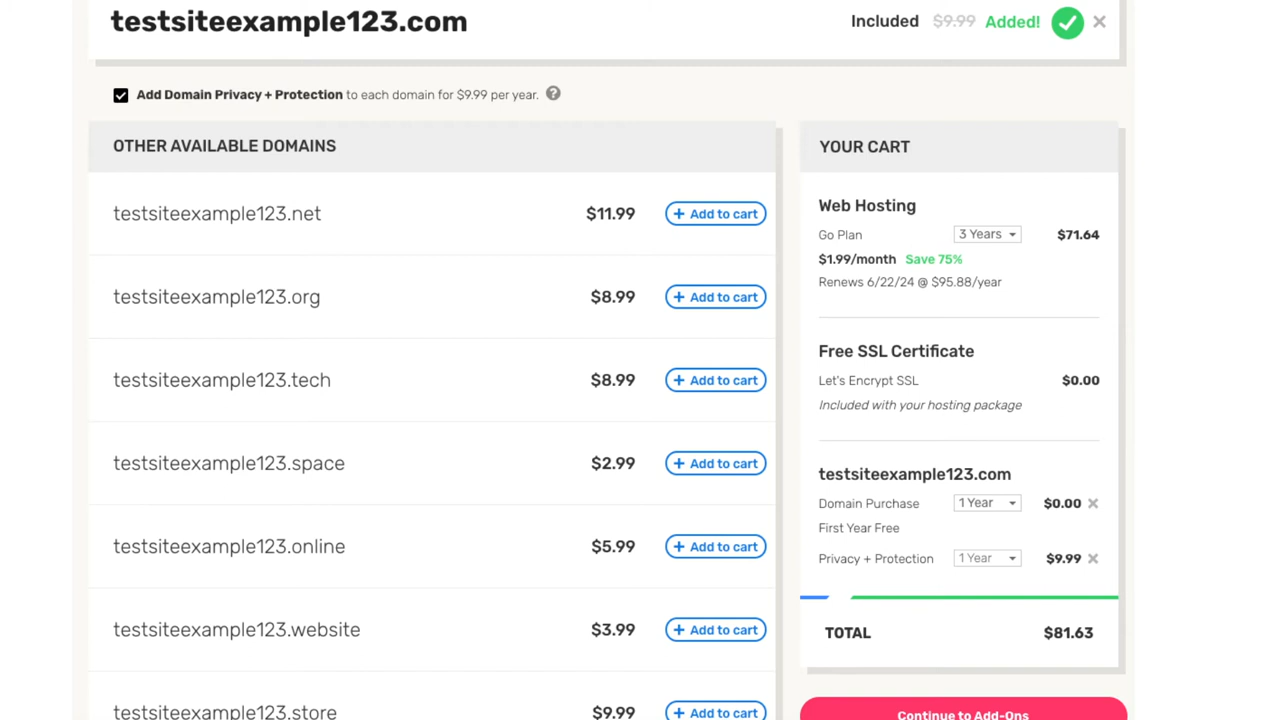 testsiteexample123.com
Included $9.99 Added!
Add Domain Privacy + Protection to each domain for $9.99 per year. ?
OTHER AVAILABLE DOMAINS
testsiteexample123.net $11.99 + Add to cart
testsiteexample123.org $8.99 + Add to cart
testsiteexample123.tech $8.99 + Add to cart
testsiteexample123.space $2.99 + Add to cart
testsiteexample123.online $5.99 + Add to cart
testsiteexample123.website $3.99 + Add to cart
testsiteexample123.store $9.99 + Add to cart
YOUR CART
Web Hosting
Go Plan 3 Years $71.64
$1.99/month Save 75%
Renews 6/22/24 @ $95.88/year
Free SSL Certificate
Let's Encrypt SSL $0.00
Included with your hosting package
testsiteexample123.com
Domain Purchase 1 Year $0.00
First Year Free
Privacy + Protection 1 Year $9.99
TOTAL $81.63
Continue to Add-Ons